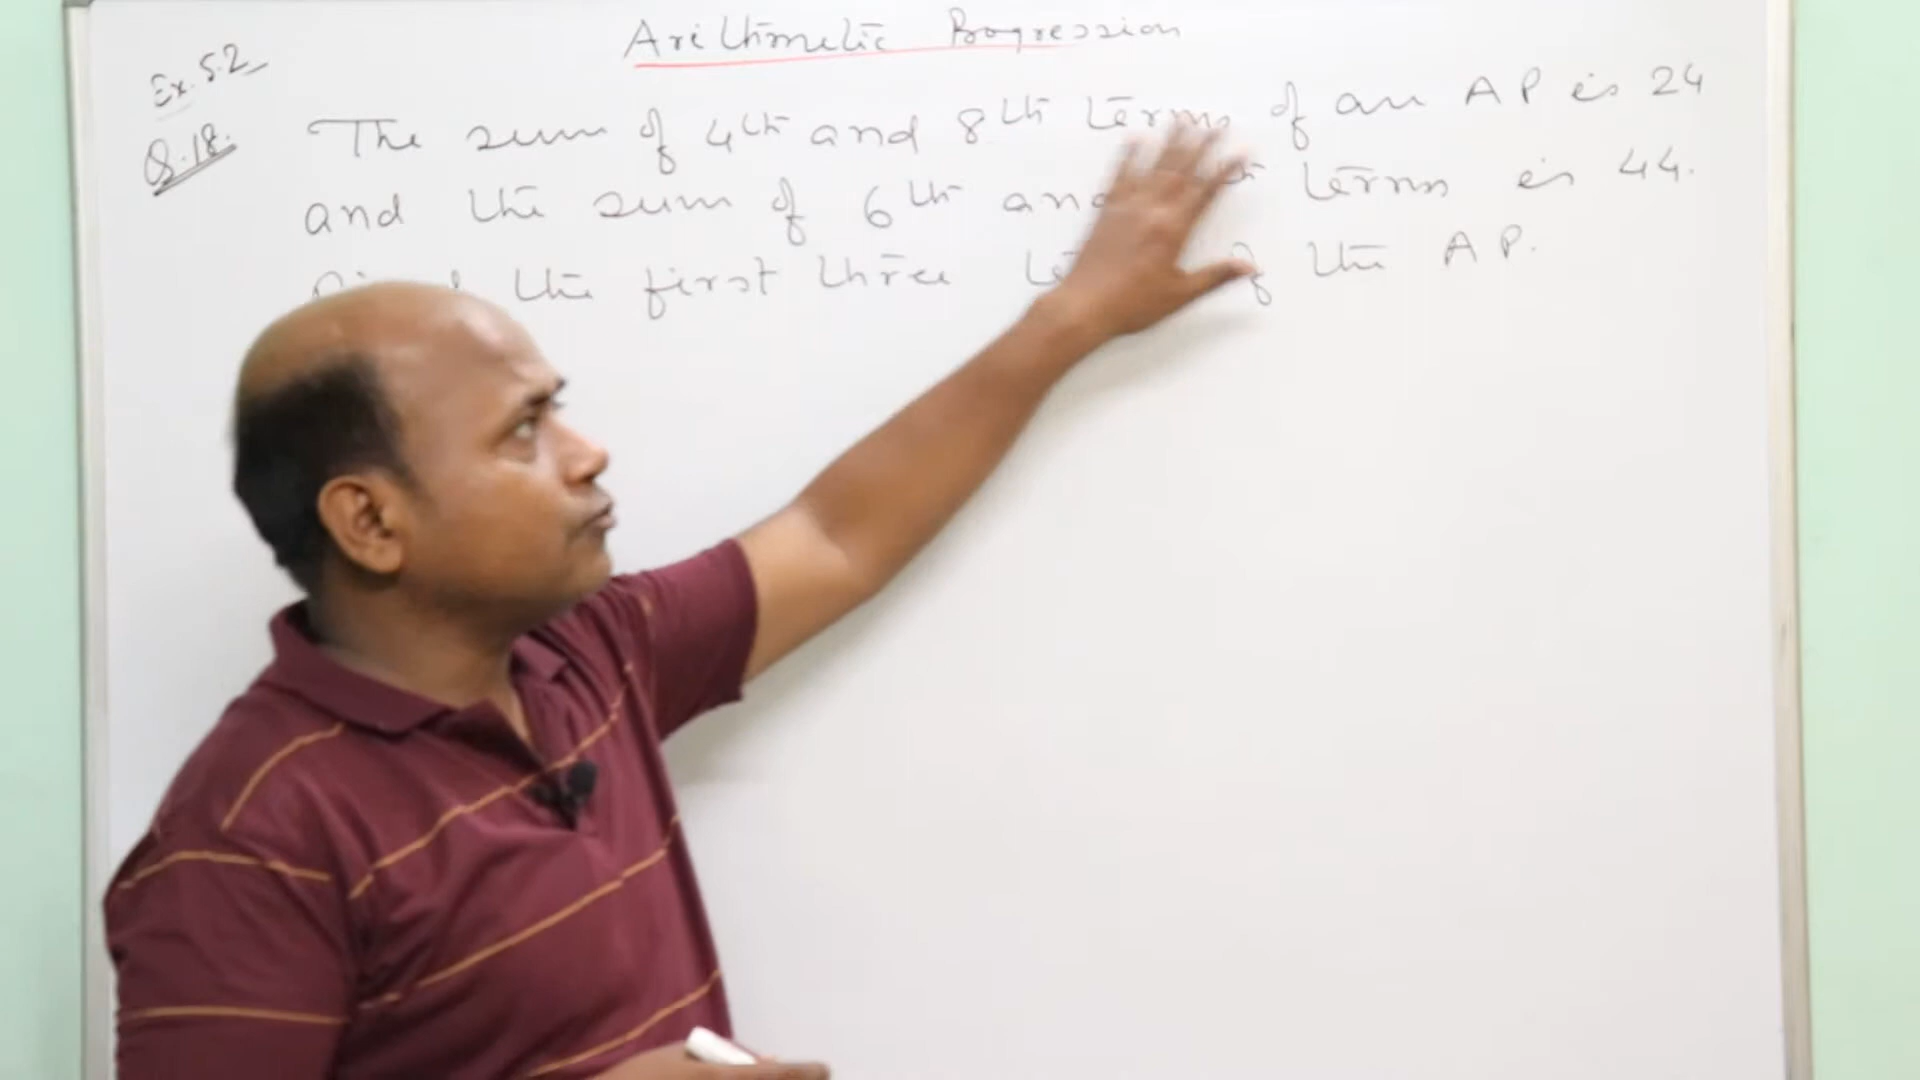 Arithmetic Progression
Ex. 5.2
Q.18. The sum of 4th and 8th terms of an AP is 24
and the sum of 6th and terms is 44.
the first three of the AP.